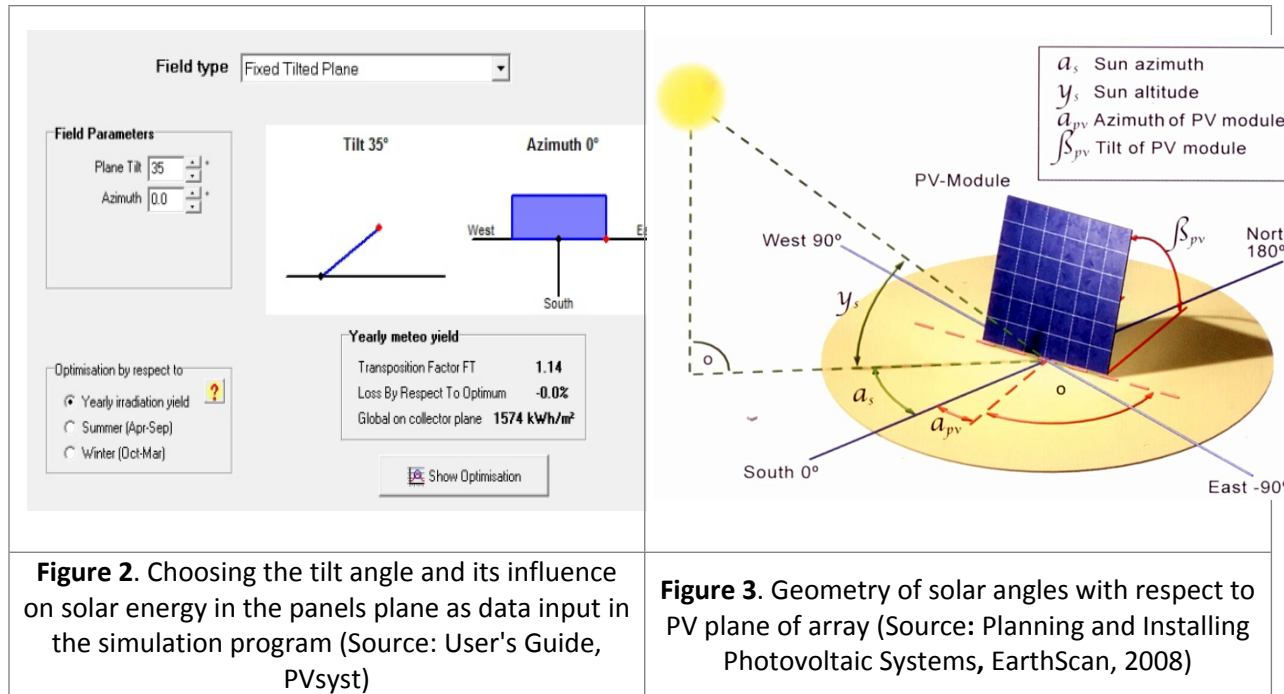 Field type Fixed Tilted Plane
Field Parameters
Plane Tilt 35 °
Azimuth 0.0 °
Tilt 35° Azimuth 0°
West
South
Optimisation by respect to
?
Yearly irradiation yield
Summer (Apr-Sep)
Winter (Oct-Mar)
Yearly meteo yield
Transposition Factor FT 1.14
Loss By Respect To Optimum -0.0%
Global on collector plane 1574 kWh/m²
Show Optimisation
Figure 2. Choosing the tilt angle and its influence
on solar energy in the panels plane as data input in
the simulation program (Source: User's Guide,
PVsyst)
aₛ Sun azimuth
yₛ Sun altitude
aₚᵥ Azimuth of PV module
ßpv Tilt of PV module
PV-Module
West 90º
ßpv
Nort
180º
yₛ
o
aₛ
aₚᵥ
o
South 0º
East -90º
Figure 3. Geometry of solar angles with respect to
PV plane of array (Source: Planning and Installing
Photovoltaic Systems, EarthScan, 2008)